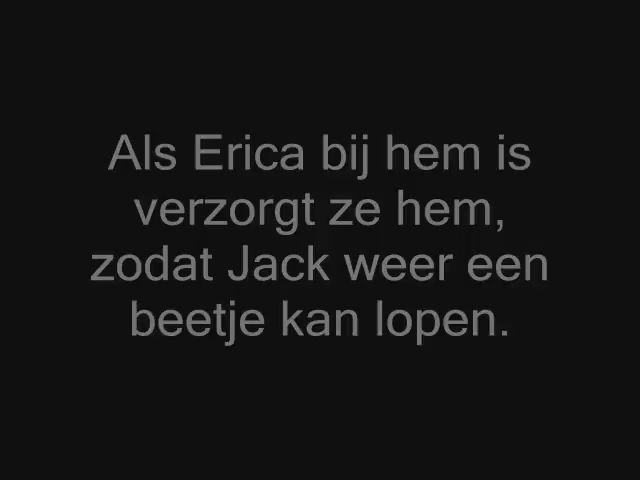 Als Erica bij hem is
verzorgt ze hem,
zodat Jack weer een
beetje kan lopen.